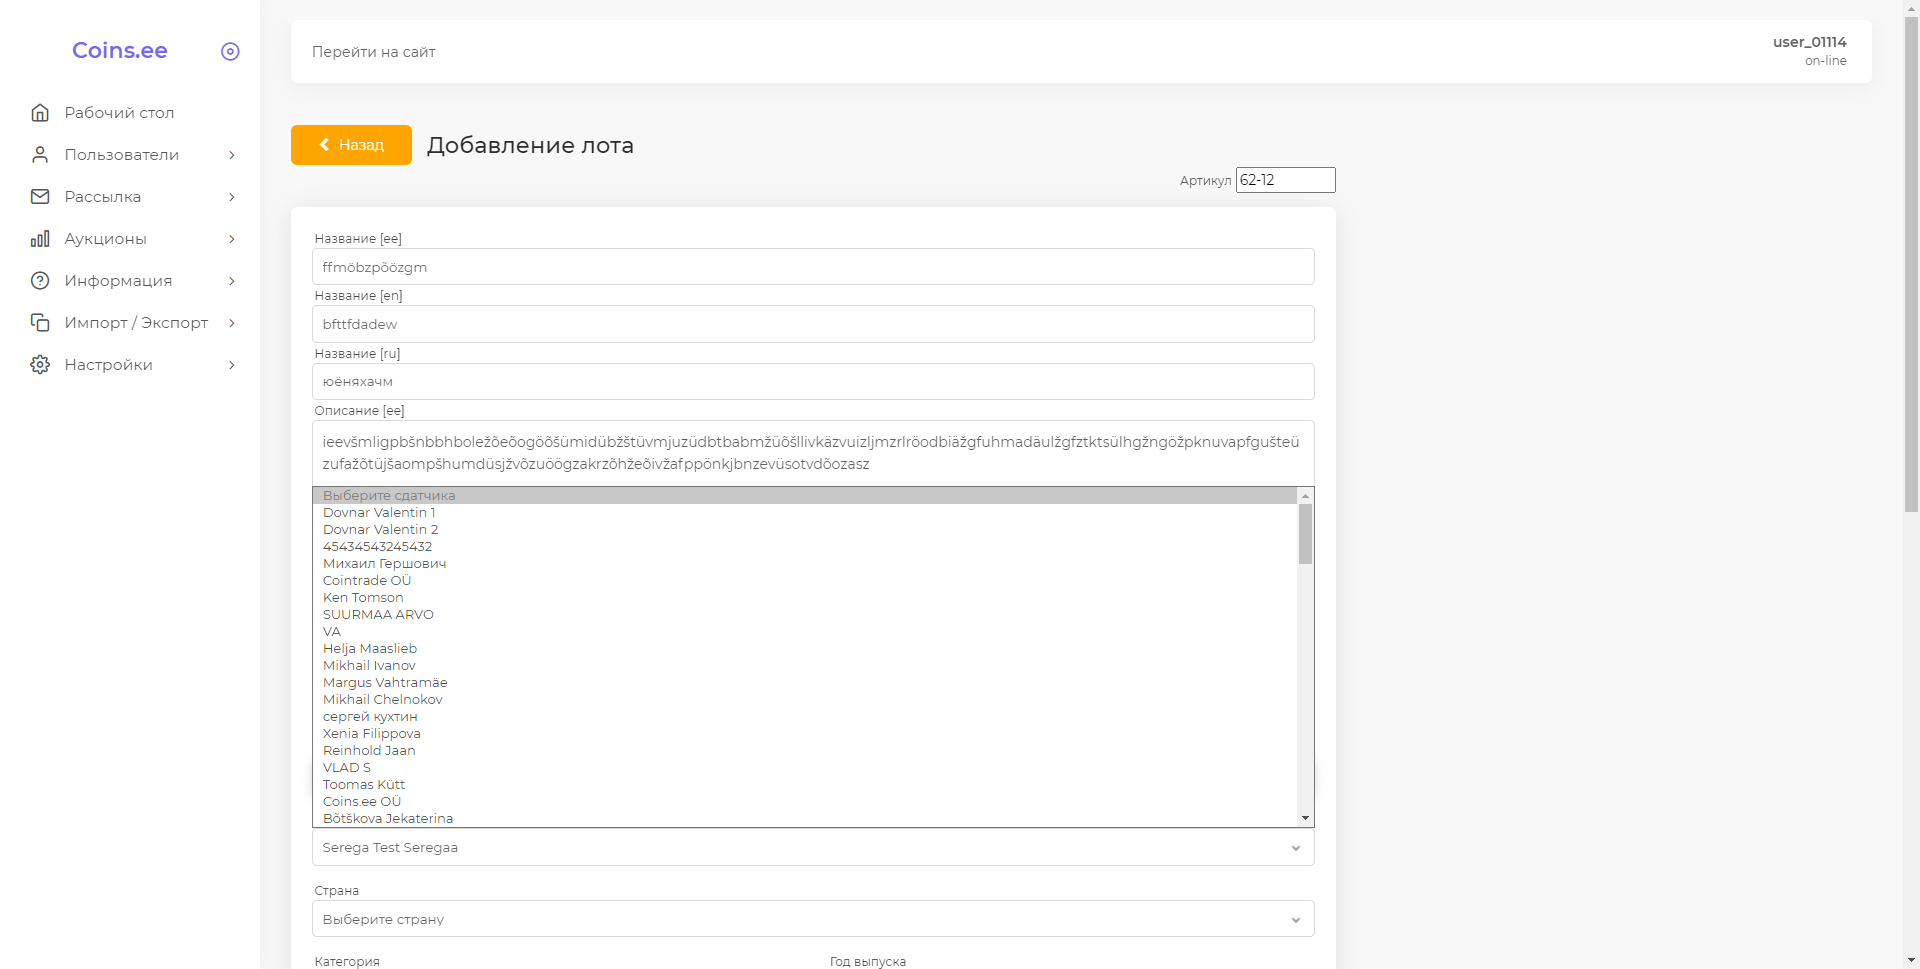 Coins.ee
Рабочий стол
Пользователи
Рассылка
Аукционы
Информация
Импорт / Экспорт
Настройки
Перейти на сайт
user_01114
on-line
Назад
Добавление лота
Артикул 62-12
Название [ee]
ffmöbzpõözgm
Название [en]
bfttfdadew
Название [ru]
юёняхачм
Описание [ee]
ieevšmligpbšnbbhboležõeõogöõšümidübžštüvmjuzüdbtbabmžüõšllivkäzvuizljmzrlröodbiäžgfuhmadäulžgfztktsülhgžngöžpknuvapfgušteü
zufažõtüjšaompšhumdüsjžvõzuöögzakrzõhžeõivžafppönkjbnzevüsotvdõozasz
Выберите сдатчика
Dovnar Valentin 1
Dovnar Valentin 2
45434543245432
Михаил Гершович
Cointrade OÜ
Ken Tomson
SUURMAA ARVO
VA
Helja Maaslieb
Mikhail Ivanov
Margus Vahtramäe
Mikhail Chelnokov
сергей кухтин
Xenia Filippova
Reinhold Jaan
VLAD S
Toomas Kütt
Coins.ee OÜ
Bõtškova Jekaterina
Serega Test Seregaa
Страна
Выберите страну
Категория
Год выпуска